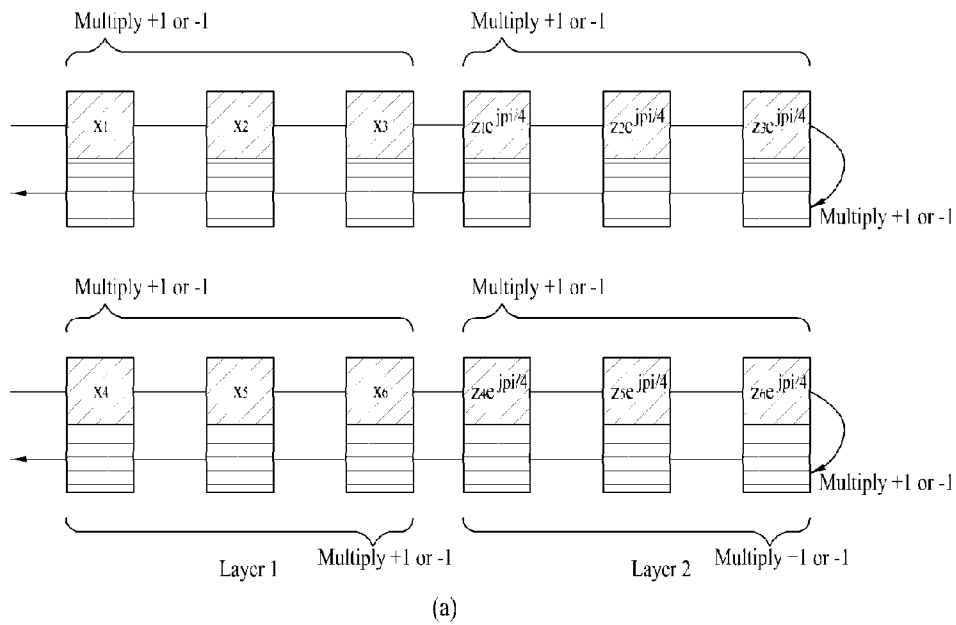 Multiply +1 or -1 Multiply +1 or -1
x1 x2 x3 z1e jpi/4 z2e jpi/4 z3e jpi/4
Multiply +1 or -1
Multiply +1 or -1 Multiply +1 or -1
x4 x5 x6 z4e jpi/4 z5e jpi/4 z6e jpi/4
Multiply +1 or -1
Multiply +1 or -1 Multiply +1 or -1
Layer 1 Layer 2
(a)